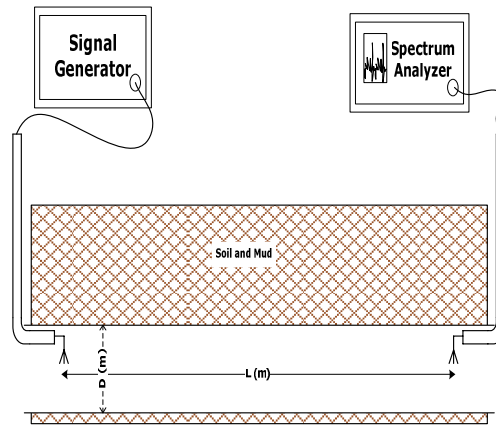 Signal
Generator
Spectrum
Analyzer
Soil and Mud
D (m)
L (m)